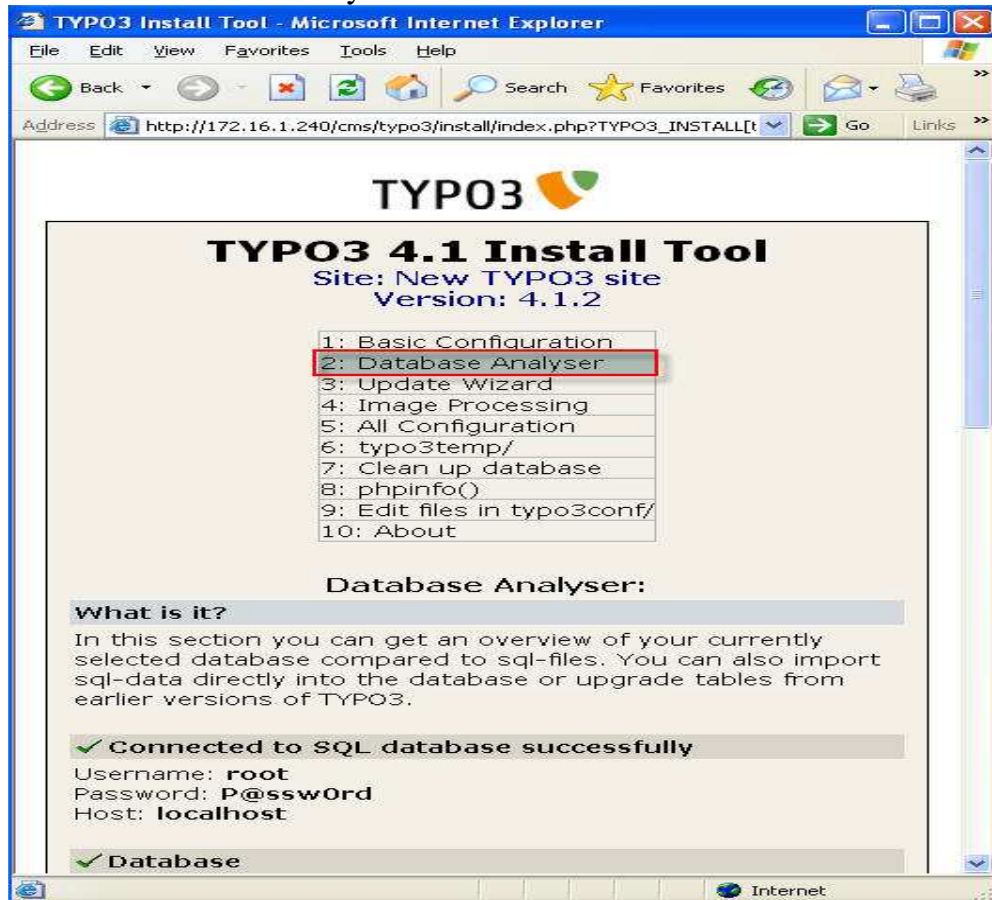 TYPO3 Install Tool - Microsoft Internet Explorer
File Edit View Favorites Tools Help
Back Search Favorites »
Address http://172.16.1.240/cms/typo3/install/index.php?TYPO3_INSTALL[t Go Links »
TYPO3
TYPO3 4.1 Install Tool
Site: New TYPO3 site
Version: 4.1.2
1: Basic Configuration
2: Database Analyser
3: Update Wizard
4: Image Processing
5: All Configuration
6: typo3temp/
7: Clean up database
8: phpinfo()
9: Edit files in typo3conf/
10: About
Database Analyser:
What is it?
In this section you can get an overview of your currently
selected database compared to sql-files. You can also import
sql-data directly into the database or upgrade tables from
earlier versions of TYPO3.
Connected to SQL database successfully
Username: root
Password: P@ssw0rd
Host: localhost
Database
Internet